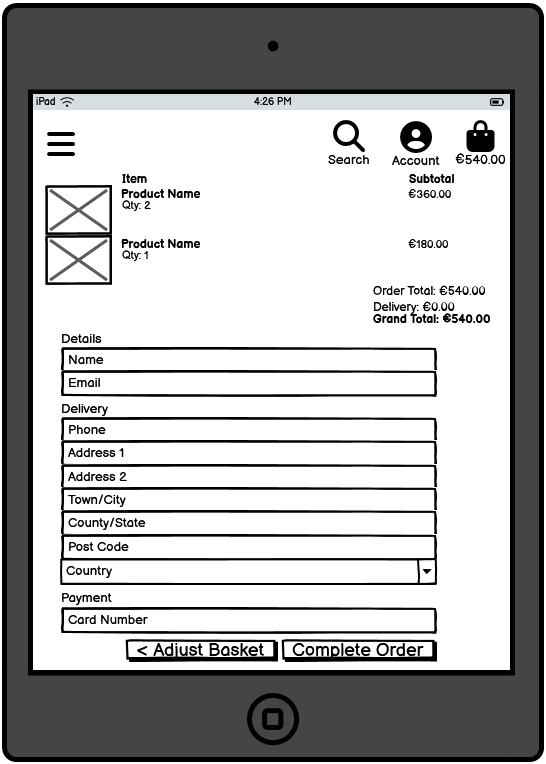 iPad 4:26 PM
Search Account €540.00
Item Subtotal
Product Name €360.00
Qty: 2
Product Name €180.00
Qty: 1
Order Total: €540.00
Delivery: €0.00
Grand Total: €540.00
Details
Name
Email
Delivery
Phone
Address 1
Address 2
Town/City
County/State
Post Code
Country
Payment
Card Number
< Adjust Basket Complete Order